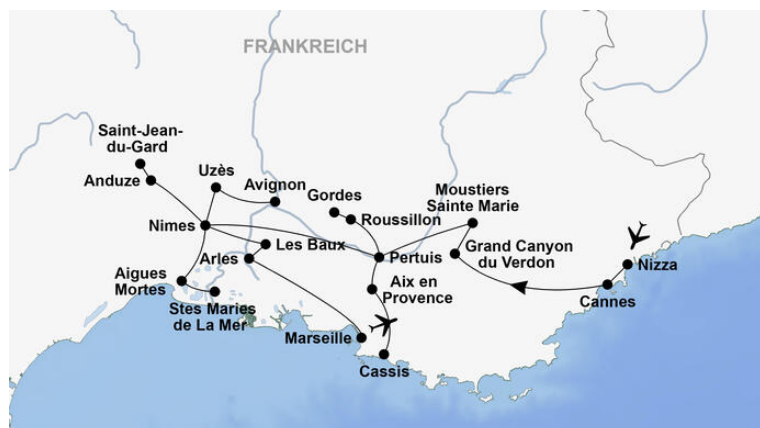 FRANKREICH
Saint-Jean-
du-Gard
Anduze
Uzès
Avignon
Gordes
Roussillon
Moustiers
Sainte Marie
Nimes
Les Baux
Arles
Pertuis
Grand Canyon
du Verdon
Nizza
Aigues
Mortes
Aix en
Provence
Cannes
Stes Maries
de La Mer
Marseille
Cassis